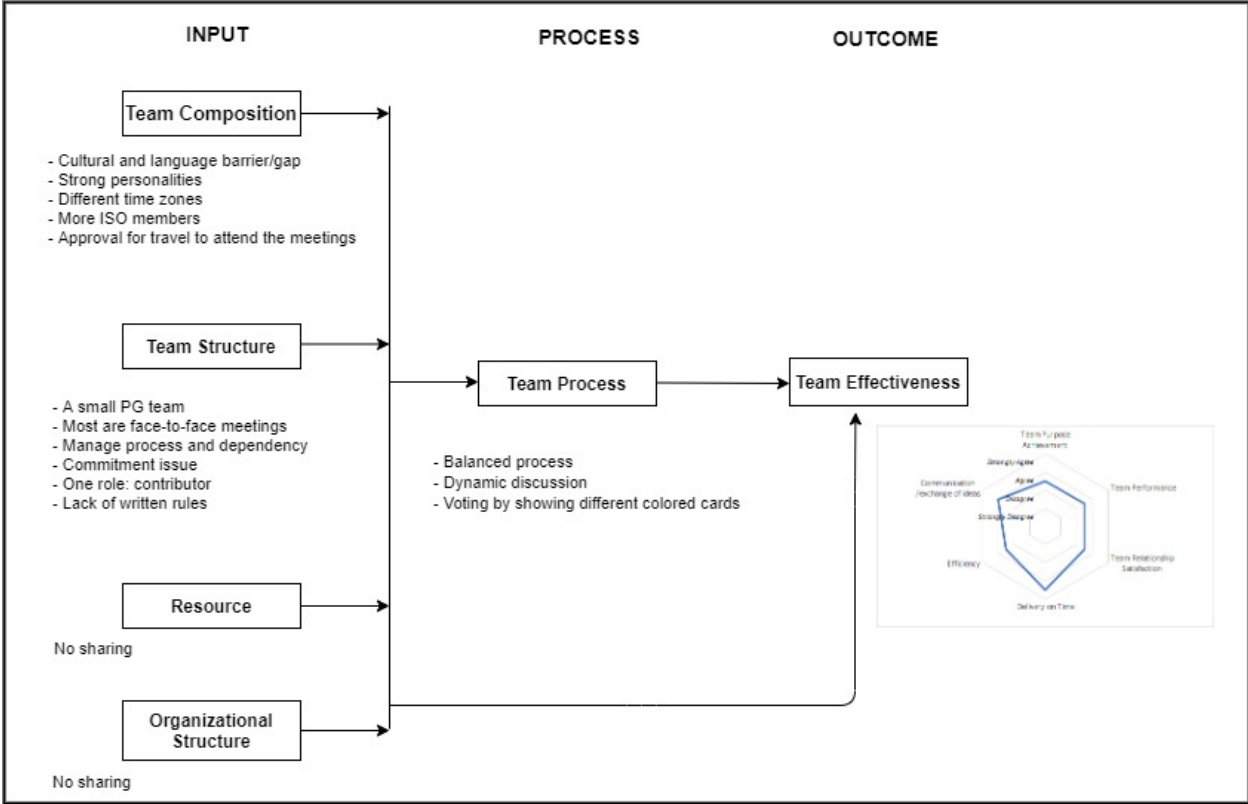 INPUT
PROCESS
OUTCOME
Team Composition
- Cultural and language barrier/gap
- Strong personalities
- Different time zones
- More ISO members
- Approval for travel to attend the meetings
Team Structure
- A small PG team
- Most are face-to-face meetings
- Manage process and dependency
- Commitment issue
- One role: contributor
- Lack of written rules
Resource
No sharing
Organizational
Structure
No sharing
Team Process
- Balanced process
- Dynamic discussion
- Voting by showing different colored cards
Team Effectiveness
Team Purpose
Achievement
Strongly Agree
Agree
Disagree
Strongly Disagree
Communication
/exchange of ideas
Team Performance
Efficiency
Team Relationship
Satisfaction
Delivery on Time